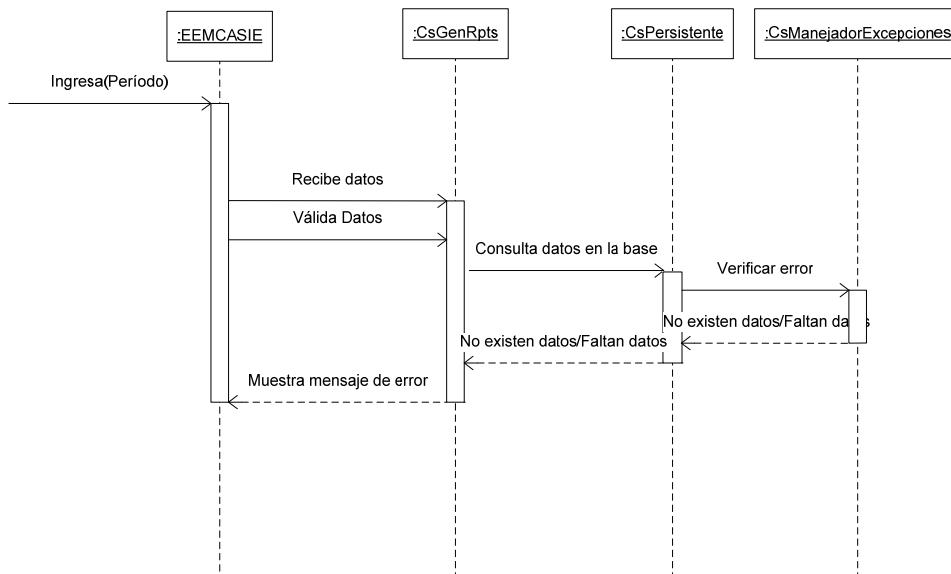 :EEMCASIE
:CsGenRpts
:CsPersistente
:CsManejadorExcepciones
Ingresa(Período)
Recibe datos
Válida Datos
Consulta datos en la base
Verificar error
No existen datos/Faltan datos
No existen datos/Faltan datos
Muestra mensaje de error